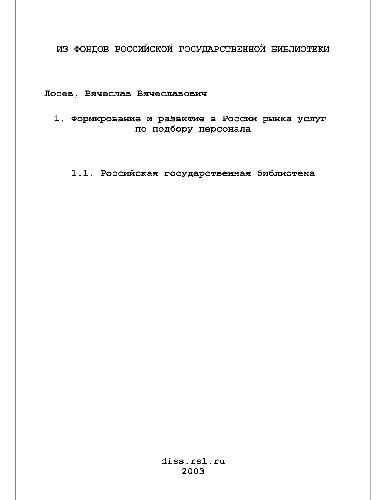 ИЗ ФОНДОВ РОССИЙСКОЙ ГОСУДАРСТВЕННОЙ БИБЛИОТЕКИ
Лосев, Вячеслав Вячеславович
1. Формирование и развитие в России рынка услуг
по подбору персонала
1.1. Российская государственная библиотека
diss.rsl.ru
2003